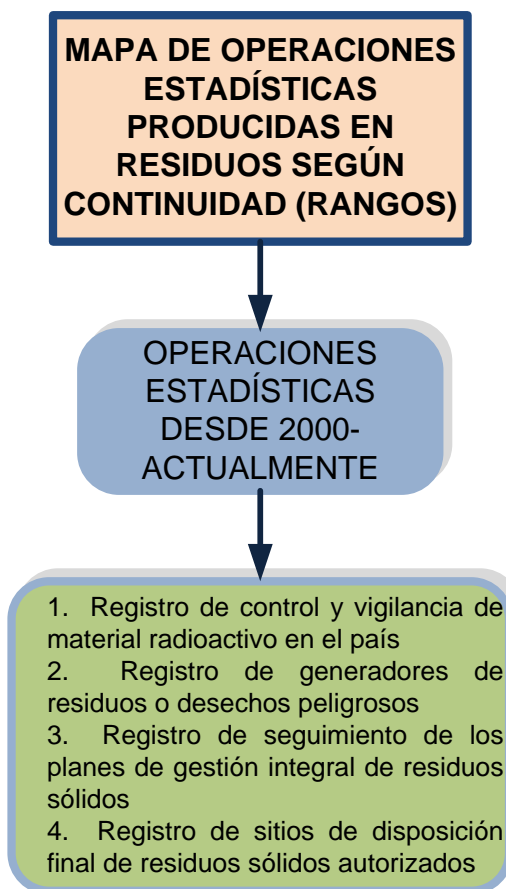 MAPA DE OPERACIONES
ESTADÍSTICAS
PRODUCIDAS EN
RESIDUOS SEGÚN
CONTINUIDAD (RANGOS)
OPERACIONES
ESTADÍSTICAS
DESDE 2000-
ACTUALMENTE
1. Registro de control y vigilancia de
material radioactivo en el país
2. Registro de generadores de
residuos o desechos peligrosos
3. Registro de seguimiento de los
planes de gestión integral de residuos
sólidos
4. Registro de sitios de disposición
final de residuos sólidos autorizados